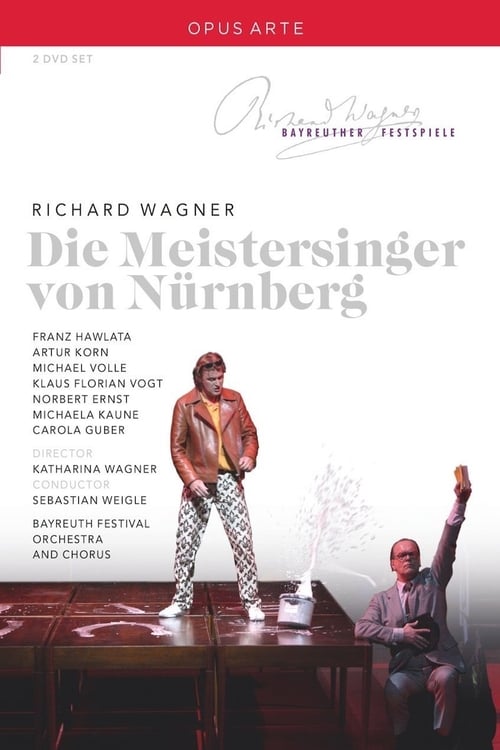 OPUS ARTE
2 DVD SET
Richard Wagner
BAYREUTHER FESTSPIELE
RICHARD WAGNER
Die Meistersinger
von Nürnberg
FRANZ HAWLATA
ARTUR KORN
MICHAEL VOLLE
KLAUS FLORIAN VOGT
NORBERT ERNST
MICHAELA KAUNE
CAROLA GUBER
DIRECTOR
KATHARINA WAGNER
CONDUCTOR
SEBASTIAN WEIGLE
BAYREUTH FESTIVAL
ORCHESTRA
AND CHORUS